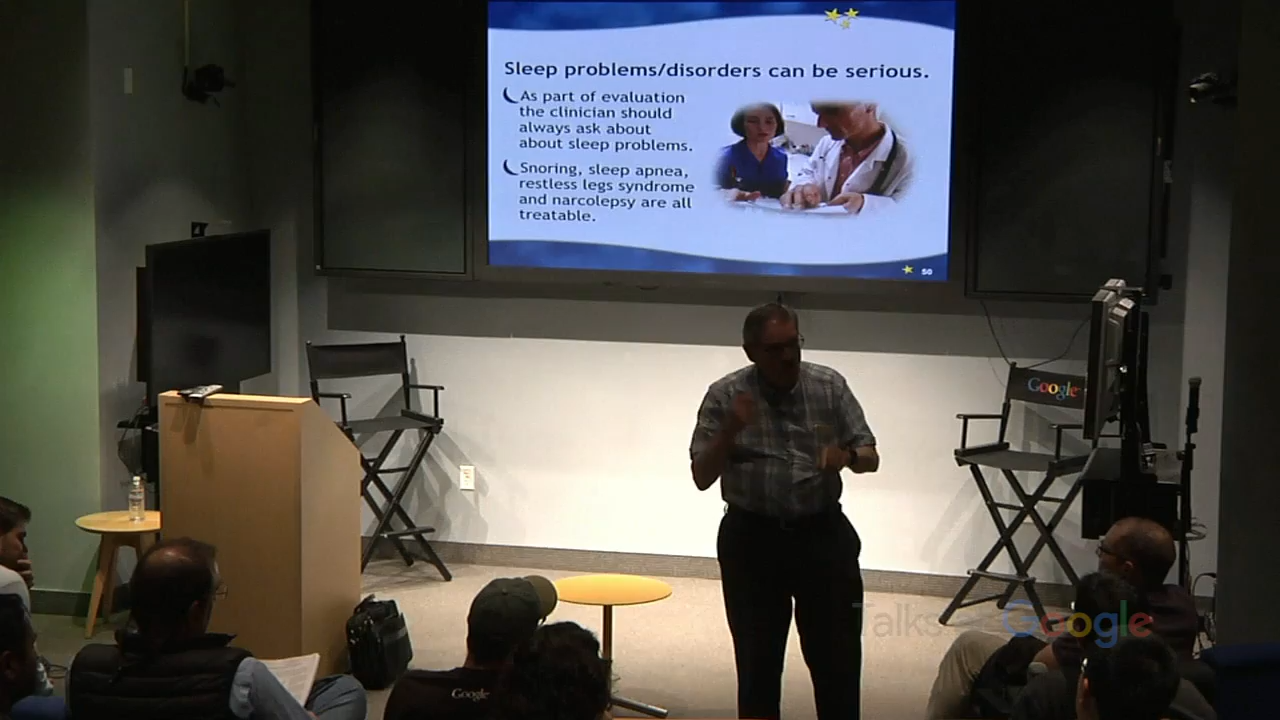 Sleep problems/disorders can be serious.
As part of evaluation
the clinician should
always ask about
about sleep problems.
Snoring, sleep apnea,
restless legs syndrome
and narcolepsy are all
treatable.
50
Google
Google
Talks at Google